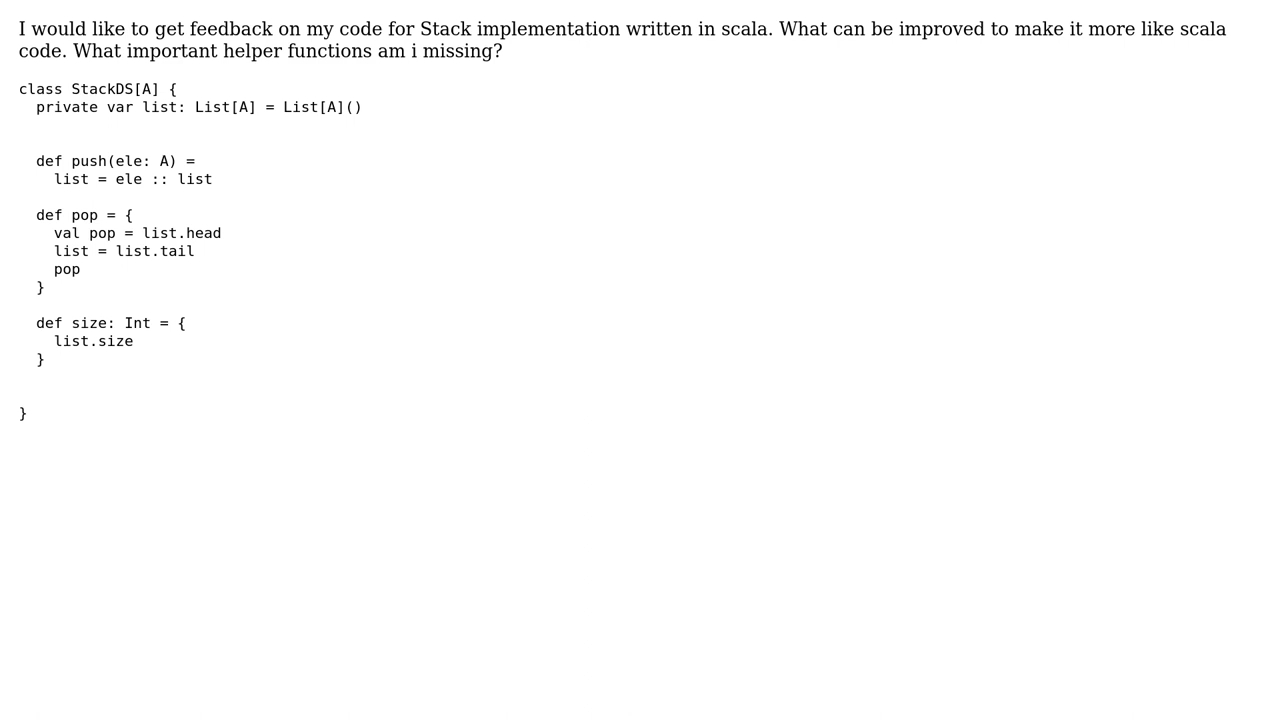 I would like to get feedback on my code for Stack implementation written in scala. What can be improved to make it more like scala
code. What important helper functions am i missing?
class StackDS[A] {
  private var list: List[A] = List[A]()
  def push(ele: A) =
    list = ele :: list
  def pop = {
    val pop = list.head
    list = list.tail
    pop
  }
  def size: Int = {
    list.size
  }
}